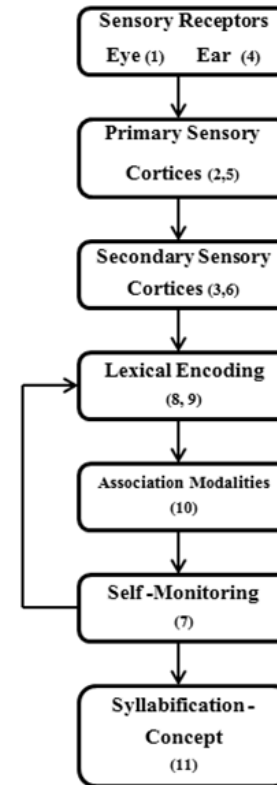 Sensory Receptors
Eye (1) Ear (4)
Primary Sensory
Cortices (2,5)
Secondary Sensory
Cortices (3,6)
Lexical Encoding
(8, 9)
Association Modalities
(10)
Self -Monitoring
(7)
Syllabification -
Concept
(11)